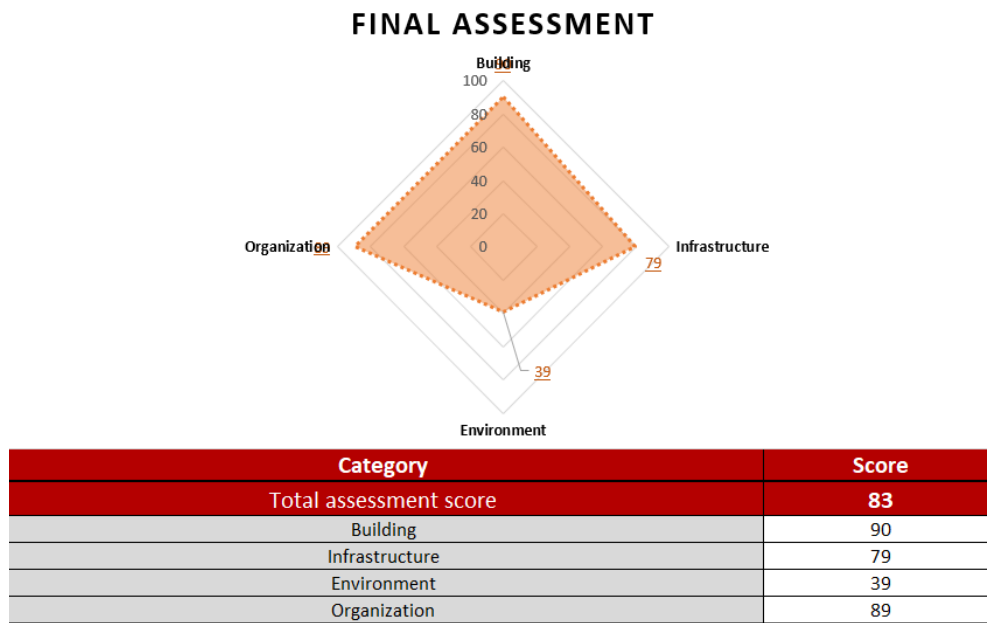 FINAL ASSESSMENT
Building
100
80
60
40
20
0
Organization
Infrastructure
79
39
Environment
Category Score
Total assessment score 83
Building 90
Infrastructure 79
Environment 39
Organization 89